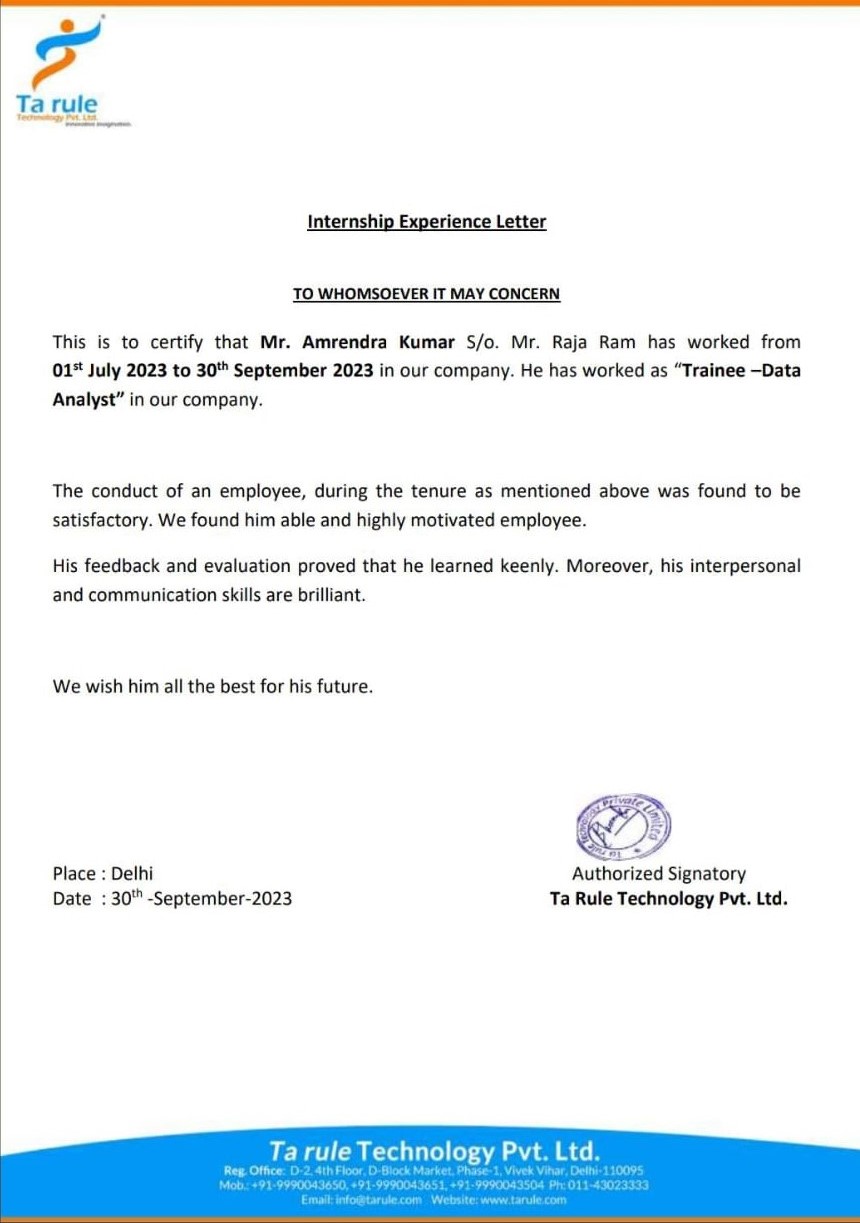 Ta rule
Technology Pvt. Ltd.
Innovative Imaginations
Internship Experience Letter
TO WHOMSOEVER IT MAY CONCERN
This is to certify that Mr. Amrendra Kumar S/o. Mr. Raja Ram has worked from
01st July 2023 to 30th September 2023 in our company. He has worked as “Trainee –Data
Analyst” in our company.
The conduct of an employee, during the tenure as mentioned above was found to be
satisfactory. We found him able and highly motivated employee.
His feedback and evaluation proved that he learned keenly. Moreover, his interpersonal
and communication skills are brilliant.
We wish him all the best for his future.
Ta rule Technology Private Limited
Place : Delhi
Authorized Signatory
Date : 30th -September-2023
Ta Rule Technology Pvt. Ltd.
Ta rule Technology Pvt. Ltd.
Reg. Office: D-2, 4th Floor, D-Block Market, Phase-1, Vivek Vihar, Delhi-110095
Mob.: +91-9990043650, +91-9990043651, +91-9990043504 Ph: 011-43023333
Email: info@tarule.com Website: www.tarule.com